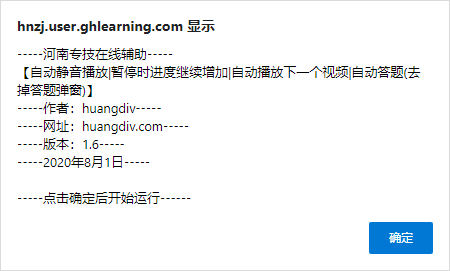 hnzj.user.ghlearning.com 显示
-----河南专技在线辅助-----
【自动静音播放|暂停时进度继续增加|自动播放下一个视频|自动答题(去
掉答题弹窗)】
-----作者：huangdiv-----
-----网址：huangdiv.com-----
-----版本：1.6-----
-----2020年8月1日-----
-----点击确定后开始运行------
确定